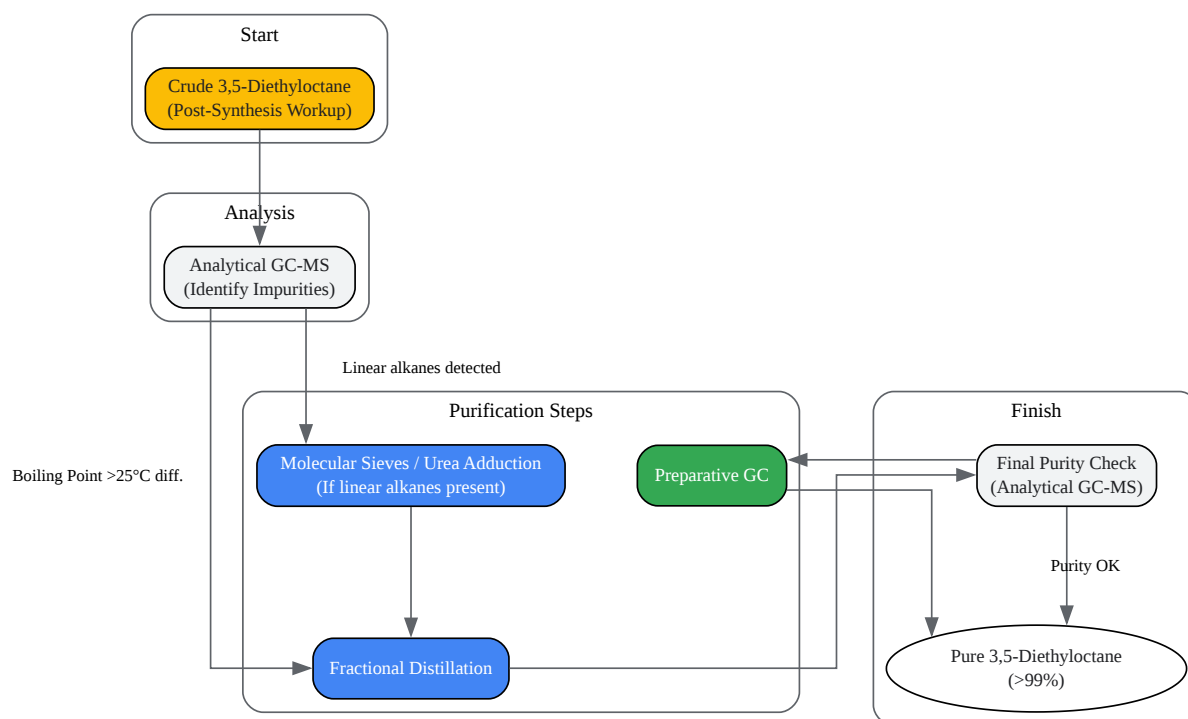 Start
Crude 3,5-Diethyloctane
(Post-Synthesis Workup)
Analysis
Analytical GC-MS
(Identify Impurities)
Linear alkanes detected
Boiling Point >25°C diff.
Purification Steps
Molecular Sieves / Urea Adduction
(If linear alkanes present)
Preparative GC
Fractional Distillation
Finish
Final Purity Check
(Analytical GC-MS)
Purity OK
Pure 3,5-Diethyloctane
(>99%)